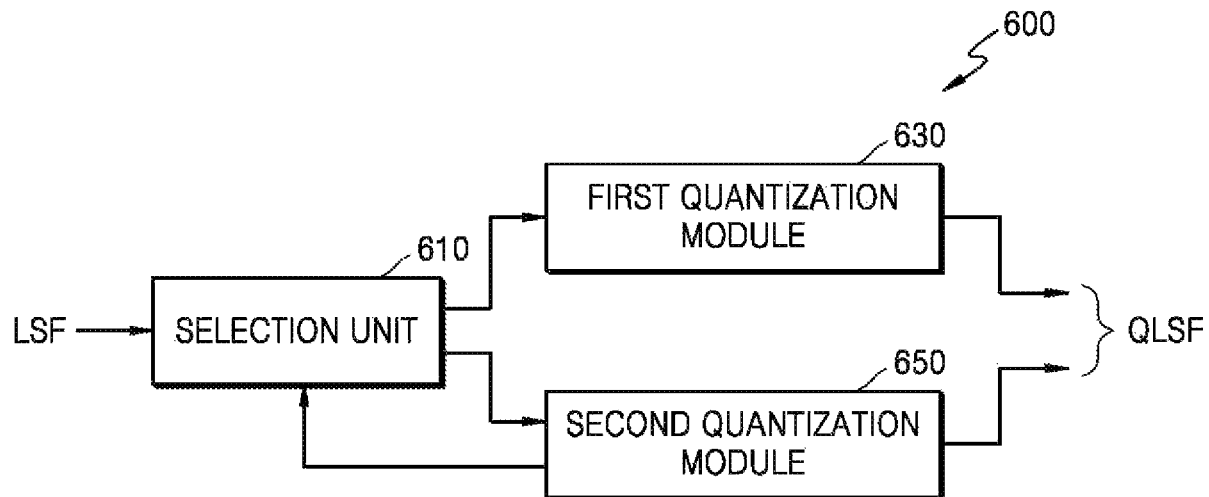 600
630
FIRST QUANTIZATION
MODULE
610
LSF
SELECTION UNIT
QLSF
650
SECOND QUANTIZATION
MODULE